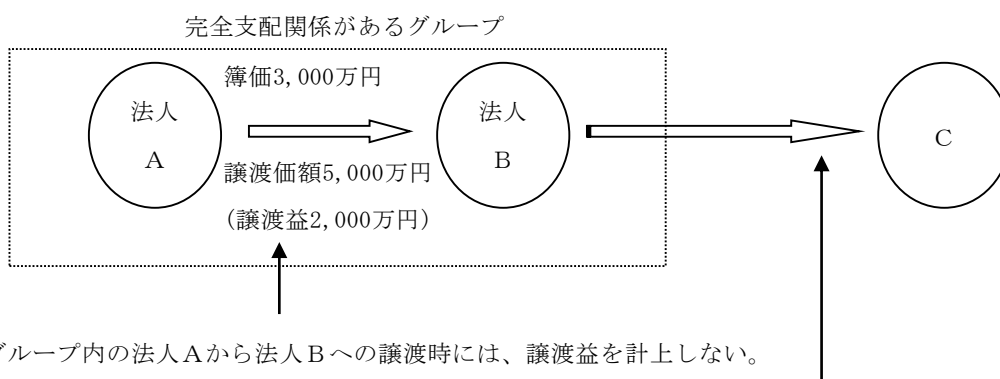 完全支配関係があるグループ
簿価3,000万円
法人
A
法人
B
C
譲渡価額5,000万円
(譲渡益2,000万円)
グループ内の法人Aから法人Bへの譲渡時には、譲渡益を計上しない。